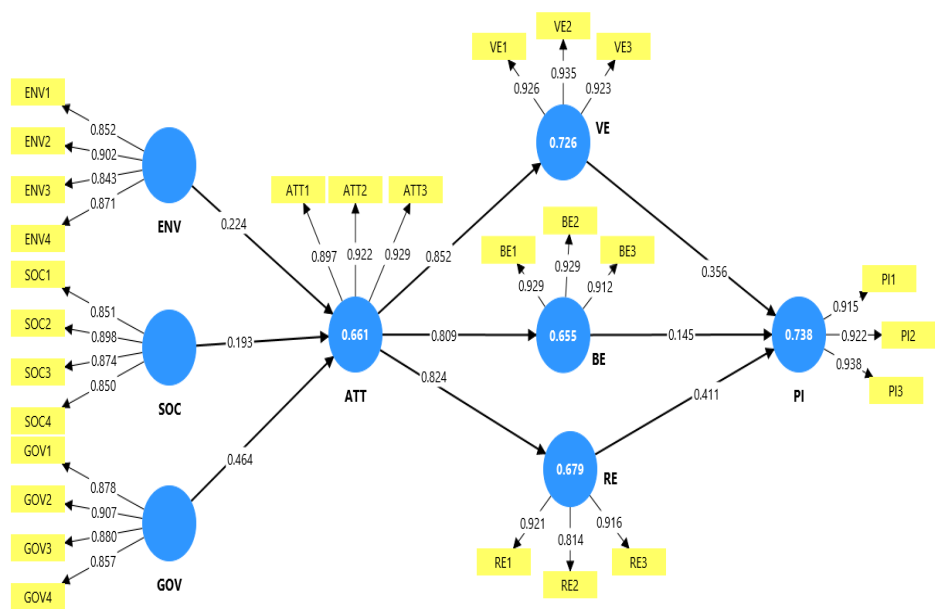 VE2
VE1
VE3
0.926
0.935
0.923
0.726
VE
ENV1
ENV2
ENV3
ENV4
0.852
0.902
0.843
0.871
ENV
0.224
ATT1
ATT2
ATT3
0.897
0.922
0.929
0.661
ATT
0.852
0.809
0.824
BE2
BE1
BE3
0.929
0.929
0.912
0.655
BE
0.356
0.145
0.411
SOC1
SOC2
SOC3
SOC4
0.851
0.898
0.874
0.850
SOC
0.193
GOV1
GOV2
GOV3
GOV4
0.878
0.907
0.880
0.857
GOV
0.464
0.679
RE
0.921
0.814
0.916
RE1
RE2
RE3
0.738
PI
0.915
0.922
0.938
PI1
PI2
PI3